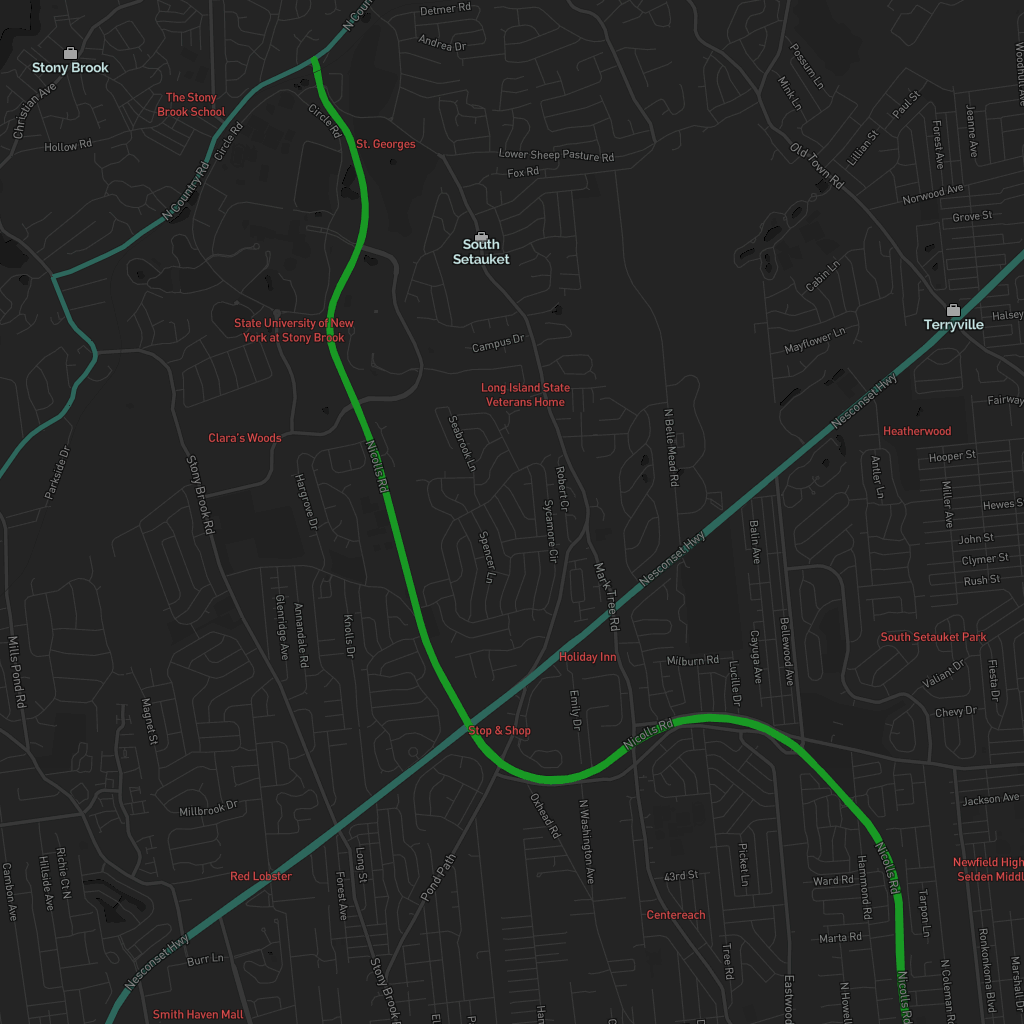 N Coun
Detmer Rd
Andrea Dr
Stony Brook
Possum Ln
Woodhull Ave
Mink Ln
Christian Ave
The Stony
Brook School
Circle Rd
Circle Rd
Paul St
Jeanne Ave
Forest Ave
Hollow Rd
St. Georges
Lillian St
Lower Sheep Pasture Rd
Fox Rd
Old Town Rd
N Country Rd
Norwood Ave
Grove St
South
Setauket
Cabin Ln
State University of New
York at Stony Brook
Terryville
Halsey
Campus Dr
Mayflower Ln
Long Island State
Veterans Home
Nesconset Hwy
Fairway
Clara's Woods
Heatherwood
Seabrook Ln
N Belle Mead Rd
Nicolls Rd
Hooper St
Parkside Dr
Stony Brook Rd
Hargrove Dr
Robert Cr
Antler Ln
Miller Ave
Hewes S
Sycamore Cir
Spencer Ln
Balin Ave
John St
Nesconset Hwy
Clymer St
Rush St
Mark Tree Rd
Glenridge Ave
Annandale Rd
Knolls Dr
South Setauket Park
Cayuga Ave
Bellewood Ave
Holiday Inn
Milburn Rd
Mills Pond Rd
Lucille Dr
Valiant Dr
Fiesta Dr
Emily Dr
Magnet St
Chevy Dr
Stop & Shop
Nicolls Rd
Millbrook Dr
Oxhead Rd
N Washington Ave
Jackson Ave
Richie Ct N
Hillside Ave
Cambon Ave
Red Lobster
Long St
Forest Ave
Pond Path
43rd St
Picket Ln
Ward Rd
Hammond Rd
Nicolls Rd
Newfield High
Selden Middl
Tarpon Ln
Centereach
Marta Rd
Nesconset Hwy
Burr Ln
Tree Rd
Ronkonkoma Blvd
Marshall Dr
Stony Brook R
Eastwood
N Howell
Nicolls Rd
N Coleman Rd
Smith Haven Mall
El
P
Han